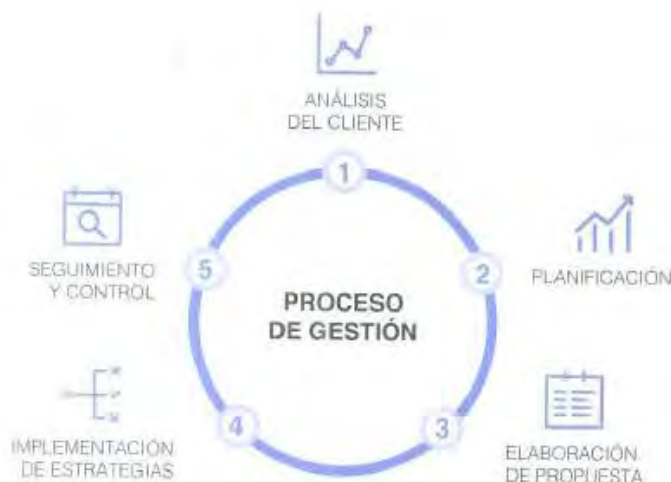 ANÁLISIS
DEL CLIENTE
1
2
PLANIFICACIÓN
3
ELABORACIÓN
DE PROPUESTA
4
IMPLEMENTACIÓN
DE ESTRATEGIAS
5
SEGUIMIENTO
Y CONTROL
PROCESO
DE GESTIÓN